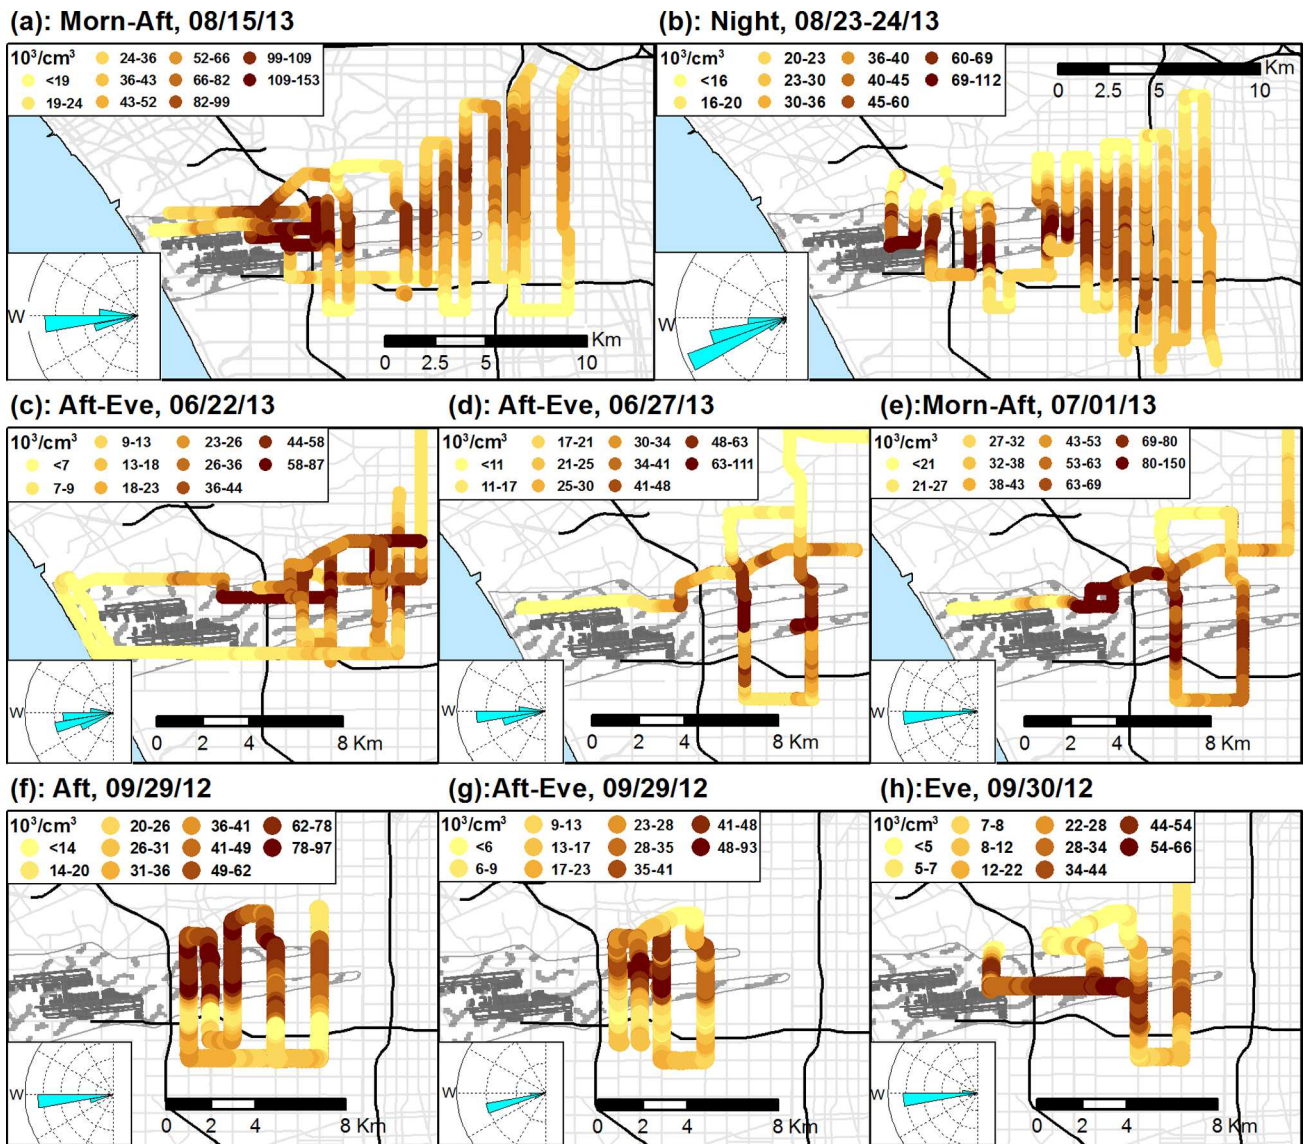 (a): Morn-Aft, 08/15/13
10³/cm³
<19
19-24
24-36
36-43
43-52
52-66
66-82
82-99
99-109
109-153
W
Km
0 2.5 5 10
(b): Night, 08/23-24/13
10³/cm³
<16
16-20
20-23
23-30
30-36
36-40
40-45
45-60
60-69
69-112
Km
0 2.5 5 10
W
(c): Aft-Eve, 06/22/13
10³/cm³
<7
7-9
9-13
13-18
18-23
23-26
26-36
36-44
44-58
58-87
W
0 2 4 8 Km
(d): Aft-Eve, 06/27/13
10³/cm³
<11
11-17
17-21
21-25
25-30
30-34
34-41
41-48
48-63
63-111
W
0 2 4 8 Km
(e):Morn-Aft, 07/01/13
10³/cm³
<21
21-27
27-32
32-38
38-43
43-53
53-63
63-69
69-80
80-150
W
0 2 4 8 Km
(f): Aft, 09/29/12
10³/cm³
<14
14-20
20-26
26-31
31-36
36-41
41-49
49-62
62-78
78-97
W
0 2 4 8 Km
(g):Aft-Eve, 09/29/12
10³/cm³
<6
6-9
9-13
13-17
17-23
23-28
28-35
35-41
41-48
48-93
W
0 2 4 8 Km
(h):Eve, 09/30/12
10³/cm³
<5
5-7
7-8
8-12
12-22
22-28
28-34
34-44
44-54
54-66
W
0 2 4 8 Km